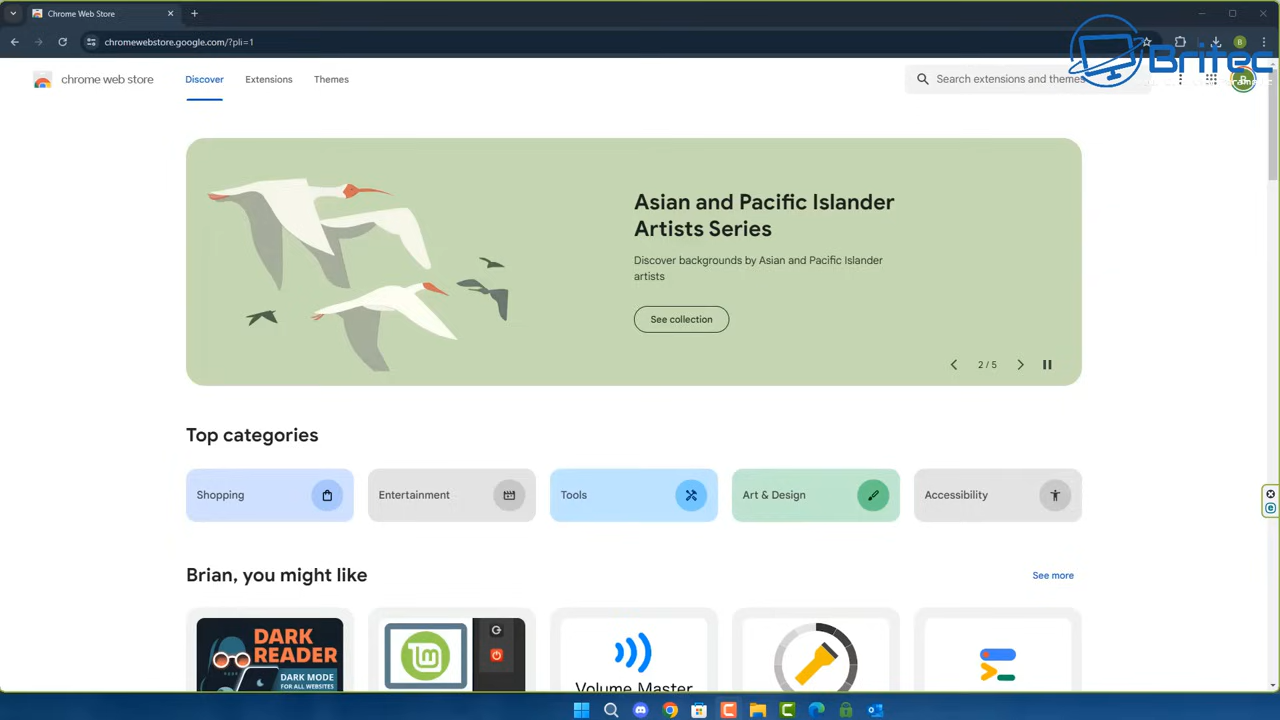 Chrome Web Store
chromewebstore.google.com/?pli=1
B
Britec
chrome web store
Discover
Extensions
Themes
Search extensions and themes
Asian and Pacific Islander
Artists Series
Discover backgrounds by Asian and Pacific Islander
artists
See collection
2 / 5
Top categories
Shopping
Entertainment
Tools
Art & Design
Accessibility
Brian, you might like
See more
DARK
READER
DARK MODE
FOR ALL WEBSITES
Volume Master